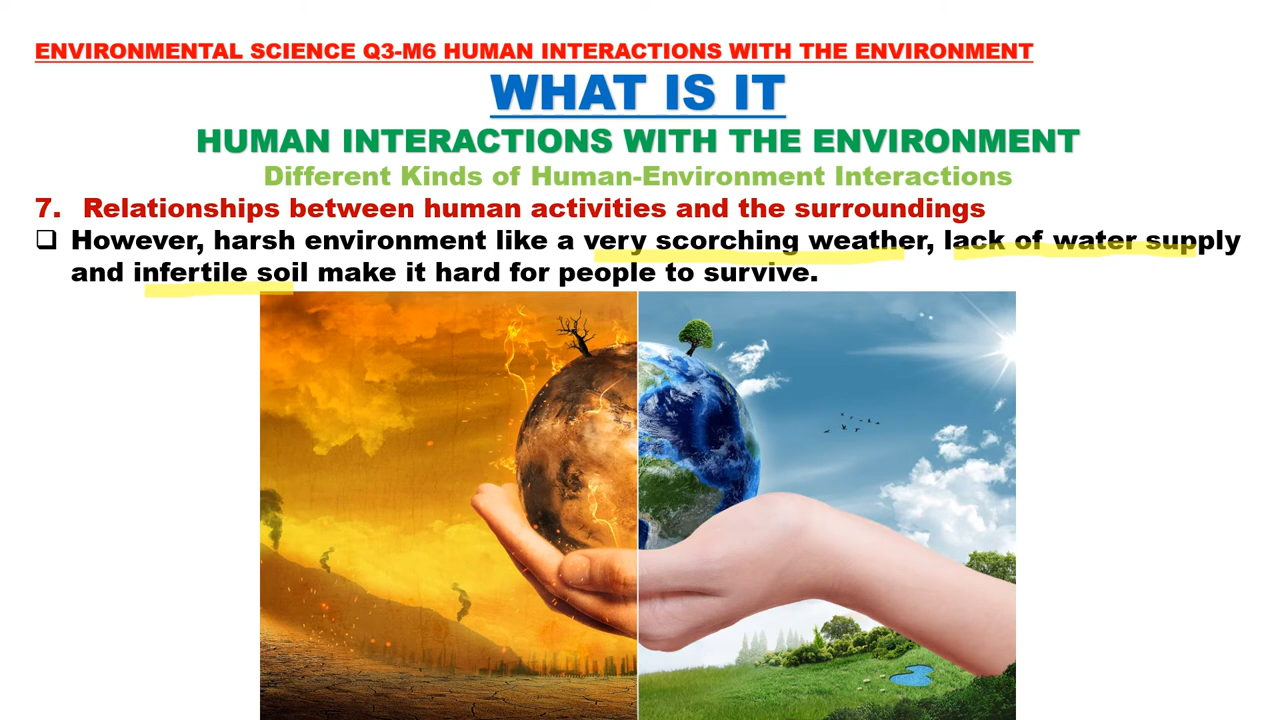 ENVIRONMENTAL SCIENCE Q3-M6 HUMAN INTERACTIONS WITH THE ENVIRONMENT
WHAT IS IT
HUMAN INTERACTIONS WITH THE ENVIRONMENT
Different Kinds of Human-Environment Interactions
7. Relationships between human activities and the surroundings
❑ However, harsh environment like a very scorching weather, lack of water supply
and infertile soil make it hard for people to survive.